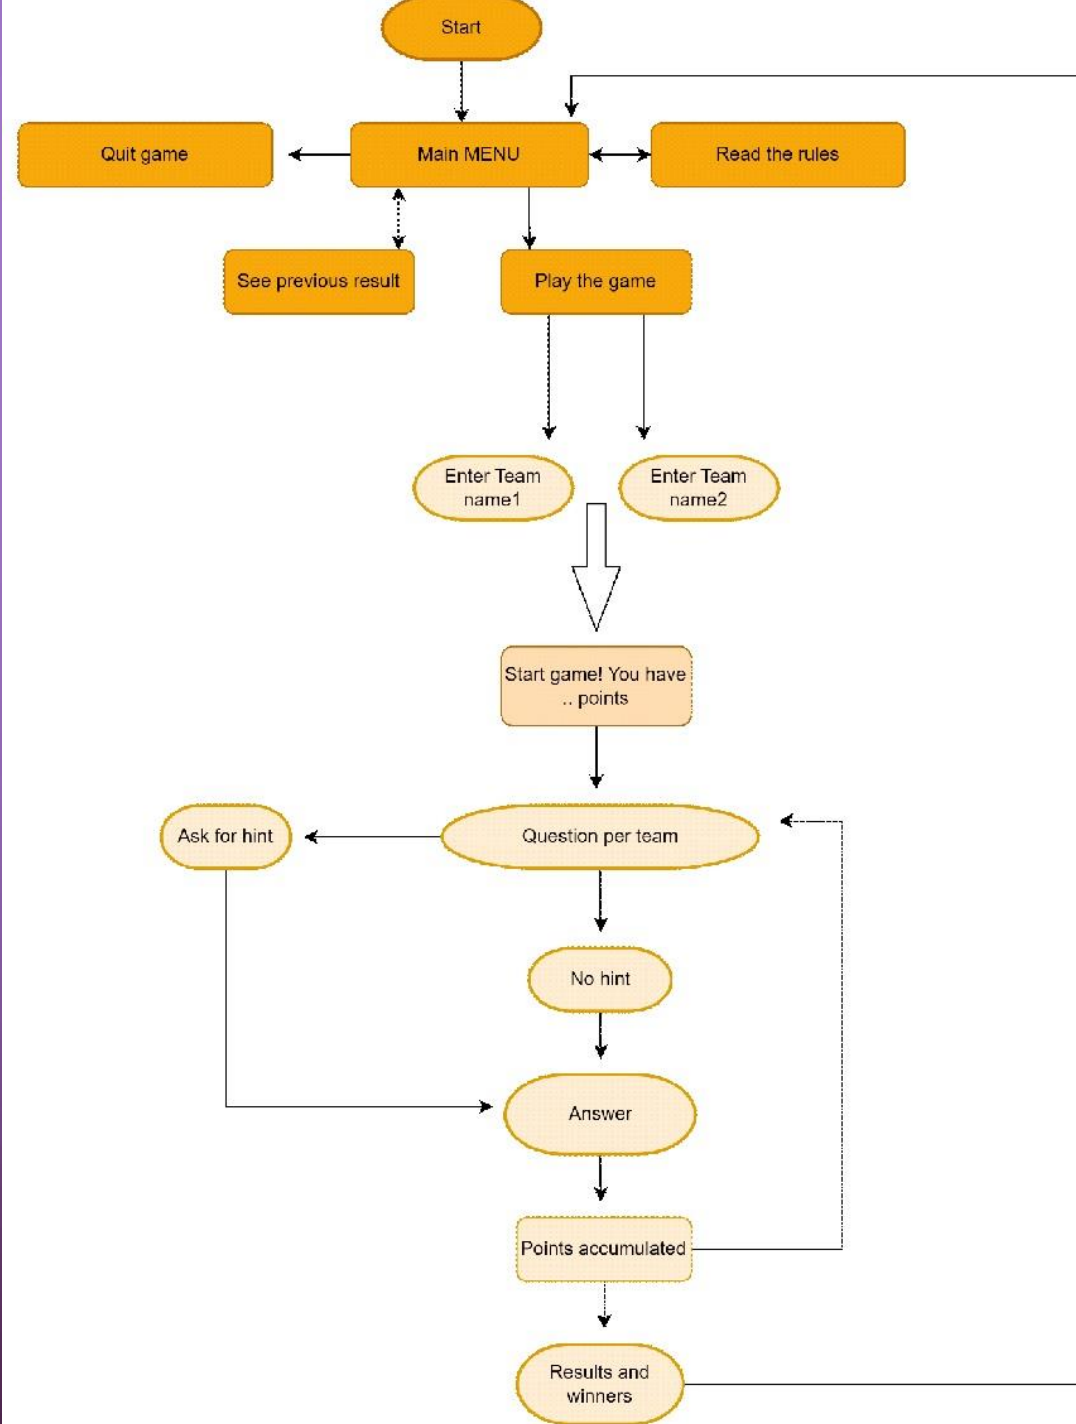 Start
Quit game
Main MENU
Read the rules
See previous result
Play the game
Enter Team
name1
Enter Team
name2
Start game! You have
.. points
Ask for hint
Question per team
No hint
Answer
Points accumulated
Results and
winners